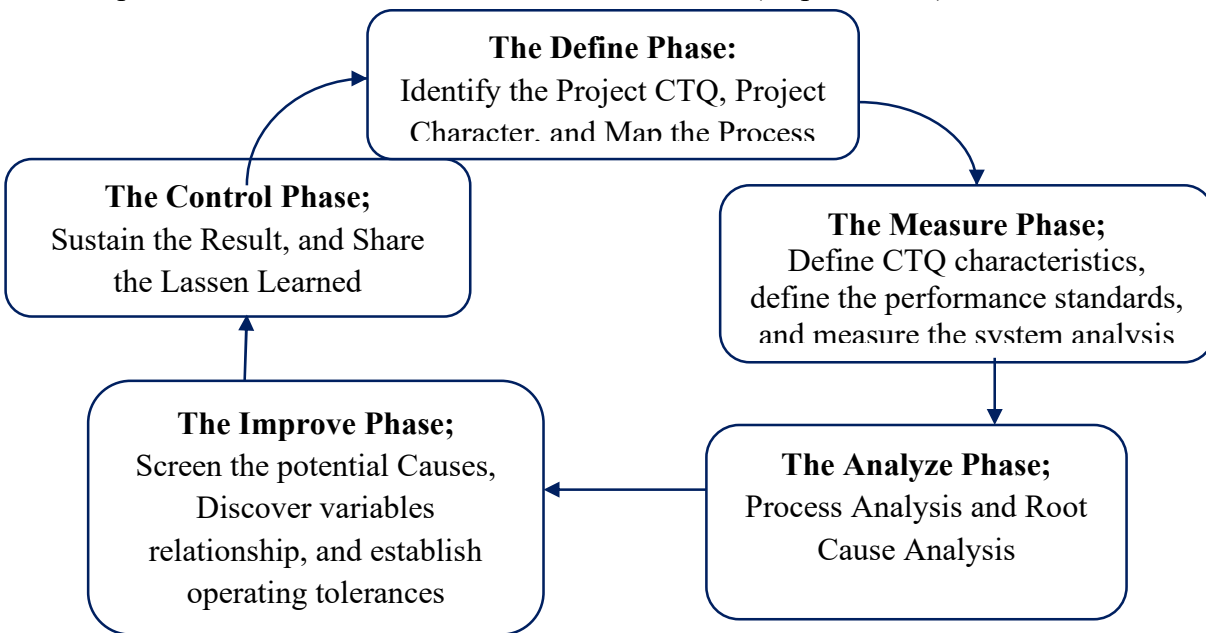 The Define Phase:
Identify the Project CTQ, Project
Character, and Map the Process
The Control Phase;
Sustain the Result, and Share
the Lassen Learned
The Measure Phase;
Define CTQ characteristics,
define the performance standards,
and measure the system analysis
The Improve Phase;
Screen the potential Causes,
Discover variables
relationship, and establish
operating tolerances
The Analyze Phase;
Process Analysis and Root
Cause Analysis